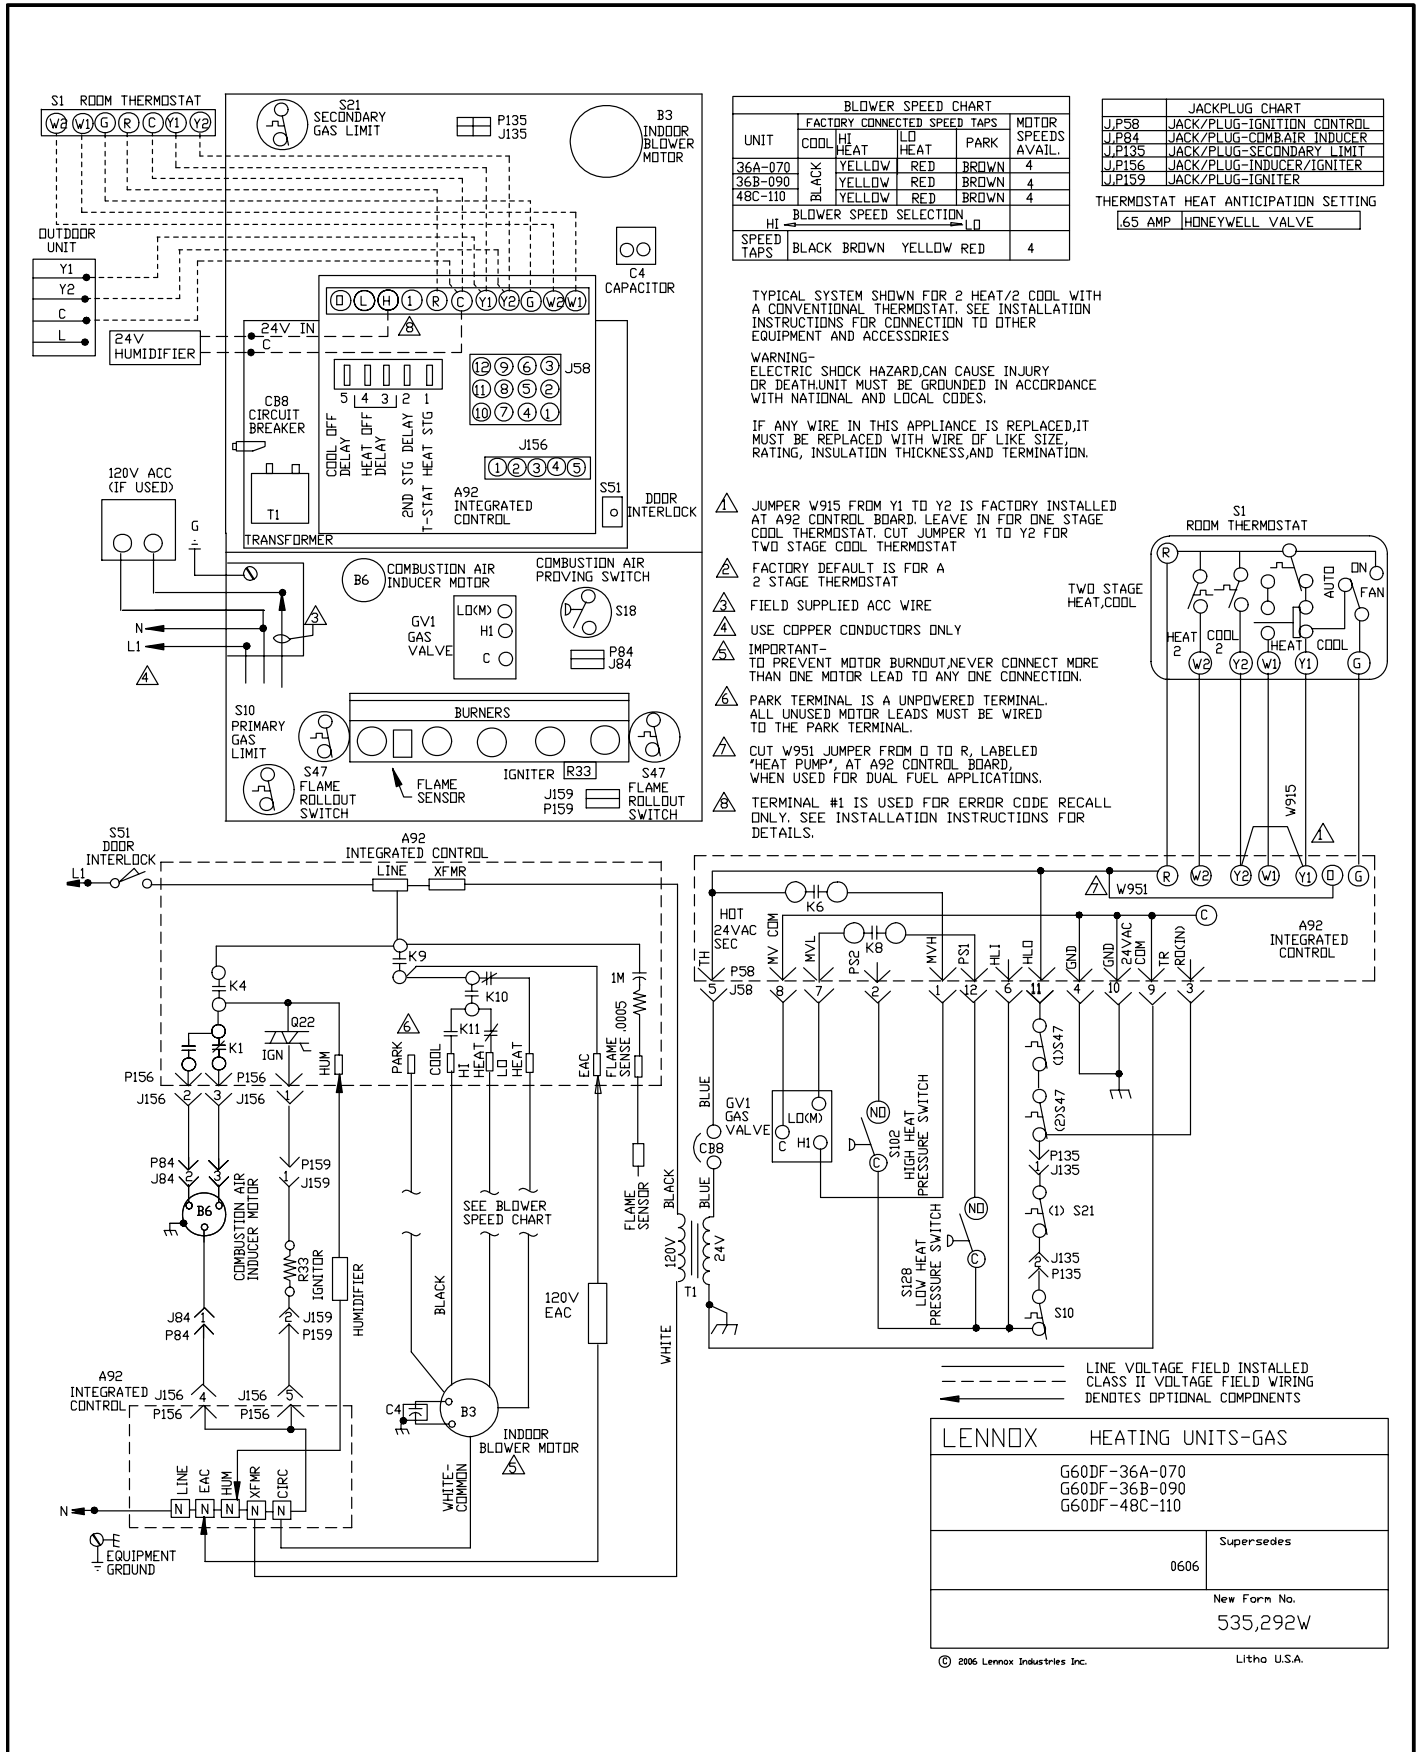 S1 ROOM THERMOSTAT
W2 W1 G R C Y1 Y2
S21
SECONDARY
GAS LIMIT
P135
J135
B3
INDOOR
BLOWER
MOTOR
OUTDOOR
UNIT
Y1
Y2
C
L
24V
HUMIDIFIER
24V IN
C
O L H 1 R C Y1 Y2 G W2 W1
8
C4
CAPACITOR
CB8
CIRCUIT
BREAKER
12 9 6 3
J58
11 8 5 2
10 7 4 1
5 4 3 2 1
COOL OFF
DELAY
HEAT OFF
DELAY
2ND STG DELAY
T-STAT HEAT STG
J156
1 2 3 4 5
A92
INTEGRATED
CONTROL
S51
DOOR
INTERLOCK
T1
TRANSFORMER
120V ACC
(IF USED)
G
N
L1
3
4
B6
COMBUSTION AIR
INDUCER MOTOR
COMBUSTION AIR
PROVING SWITCH
S18
GV1
GAS
VALVE
LO(M)
H1
C
P84
J84
S10
PRIMARY
GAS
LIMIT
BURNERS
S47
FLAME
ROLLOUT
SWITCH
FLAME
SENSOR
IGNITER R33
J159
P159
S47
FLAME
ROLLOUT
SWITCH
BLOWER SPEED CHART
UNIT
FACTORY CONNECTED SPEED TAPS
MOTOR
SPEEDS
AVAIL.
COOL
HI
HEAT
LO
HEAT
PARK
BLACK
36A-070 YELLOW RED BROWN 4
36B-090 YELLOW RED BROWN 4
48C-110 YELLOW RED BROWN 4
BLOWER SPEED SELECTION
HI LO
SPEED
TAPS
BLACK BROWN YELLOW RED 4
JACKPLUG CHART
J,P58 JACK/PLUG-IGNITION CONTROL
J,P84 JACK/PLUG-COMB.AIR INDUCER
J,P135 JACK/PLUG-SECONDARY LIMIT
J,P156 JACK/PLUG-INDUCER/IGNITER
J,P159 JACK/PLUG-IGNITER
THERMOSTAT HEAT ANTICIPATION SETTING
.65 AMP HONEYWELL VALVE
TYPICAL SYSTEM SHOWN FOR 2 HEAT/2 COOL WITH
A CONVENTIONAL THERMOSTAT. SEE INSTALLATION
INSTRUCTIONS FOR CONNECTION TO OTHER
EQUIPMENT AND ACCESSORIES
WARNING-
ELECTRIC SHOCK HAZARD,CAN CAUSE INJURY
OR DEATH.UNIT MUST BE GROUNDED IN ACCORDANCE
WITH NATIONAL AND LOCAL CODES.
IF ANY WIRE IN THIS APPLIANCE IS REPLACED,IT
MUST BE REPLACED WITH WIRE OF LIKE SIZE,
RATING, INSULATION THICKNESS,AND TERMINATION.
1 JUMPER W915 FROM Y1 TO Y2 IS FACTORY INSTALLED
AT A92 CONTROL BOARD. LEAVE IN FOR ONE STAGE
COOL THERMOSTAT. CUT JUMPER Y1 TO Y2 FOR
TWO STAGE COOL THERMOSTAT
2 FACTORY DEFAULT IS FOR A
2 STAGE THERMOSTAT
3 FIELD SUPPLIED ACC WIRE
4 USE COPPER CONDUCTORS ONLY
5 IMPORTANT-
TO PREVENT MOTOR BURNOUT,NEVER CONNECT MORE
THAN ONE MOTOR LEAD TO ANY ONE CONNECTION.
6 PARK TERMINAL IS A UNPOWERED TERMINAL.
ALL UNUSED MOTOR LEADS MUST BE WIRED
TO THE PARK TERMINAL.
7 CUT W951 JUMPER FROM O TO R, LABELED
"HEAT PUMP", AT A92 CONTROL BOARD,
WHEN USED FOR DUAL FUEL APPLICATIONS.
8 TERMINAL #1 IS USED FOR ERROR CODE RECALL
ONLY. SEE INSTALLATION INSTRUCTIONS FOR
DETAILS.
S1
ROOM THERMOSTAT
TWO STAGE
HEAT,COOL
R
AUTO
ON
FAN
HEAT
2
COOL
2
HEAT
COOL
W2 Y2 W1 Y1 G
W915
1
R W2 Y2 W1 Y1 O G
7 W951
C
A92
INTEGRATED
CONTROL
S51
DOOR
INTERLOCK
L1
A92
INTEGRATED CONTROL
LINE XFMR
K9
K4
K10
K11
K1
Q22
IGN
HUM
6
PARK
COOL
HI
HEAT
LO
HEAT
EAC
1M
FLAME
SENSE .0005
P156 P156
J156 2 3 J156 1
P84
J84 2 3
P159
1 J159
B6
COMBUSTION AIR
INDUCER MOTOR
R33
IGNITOR
HUMIDIFIER
J84 1
P84
2 J159
P159
SEE BLOWER
SPEED CHART
FLAME
SENSOR
BLACK
120V
EAC
BLACK
WHITE
120V
24V
T1
BLUE
CB8
BLUE
A92
INTEGRATED
CONTROL
J156 4 J156 5
P156 P156
C4
B3
INDOOR
BLOWER MOTOR
5
WHITE-
COMMON
LINE
EAC
HUM
XFMR
CIRC
N N N N N
N
E
EQUIPMENT
GROUND
HOT
24VAC
SEC
TH
P58
J58
K6
MV COM
MVL
K8
PS2
MVH
PS1
HLI
HLO
GND
GND
24VAC
COM
TR
RO(IN)
5 8 7 2 1 12 6 11 4 10 9 3
GV1
GAS
VALVE
LO(M)
C H1
NO
C
S102
HIGH HEAT
PRESSURE SWITCH
NO
C
S128
LOW HEAT
PRESSURE SWITCH
(1)S47
(2)S47
P135
1 J135
(1) S21
2 J135
P135
S10
LINE VOLTAGE FIELD INSTALLED
CLASS II VOLTAGE FIELD WIRING
DENOTES OPTIONAL COMPONENTS
LENNOX HEATING UNITS-GAS
G60DF-36A-070
G60DF-36B-090
G60DF-48C-110
Supersedes
0606
New Form No.
535,292W
© 2006 Lennox Industries Inc.
Litho U.S.A.